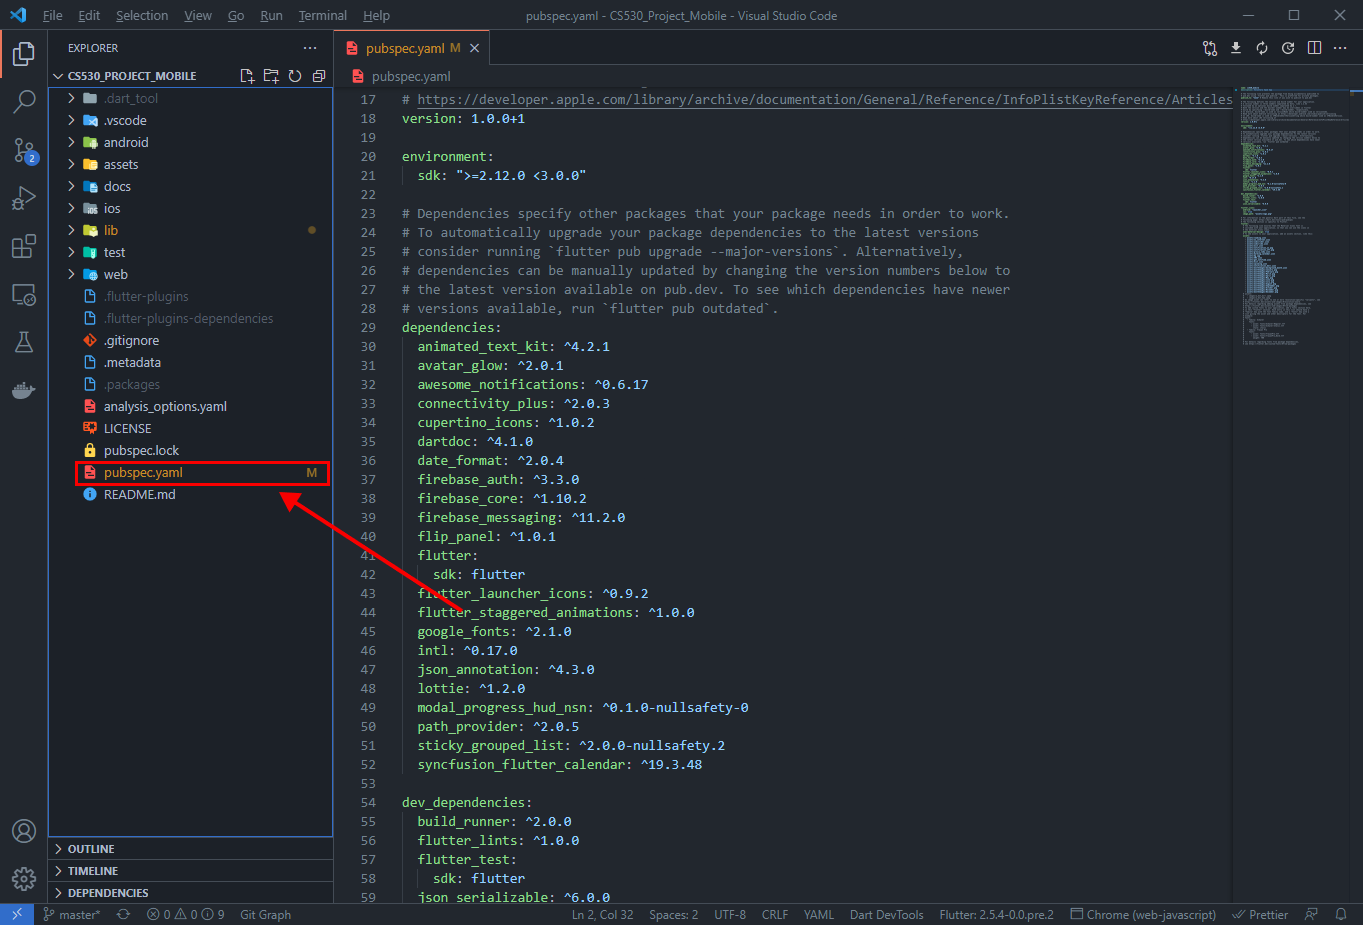 File Edit Selection View Go Run Terminal Help
pubspec.yaml - CS530_Project_Mobile - Visual Studio Code
EXPLORER
CS530_PROJECT_MOBILE
.dart_tool
.vscode
android
assets
docs
ios
lib
test
web
.flutter-plugins
.flutter-plugins-dependencies
.gitignore
.metadata
.packages
analysis_options.yaml
LICENSE
pubspec.lock
pubspec.yaml M
README.md
OUTLINE
TIMELINE
DEPENDENCIES
2
pubspec.yaml M
pubspec.yaml
17 # https://developer.apple.com/library/archive/documentation/General/Reference/InfoPlistKeyReference/Articles
18 version: 1.0.0+1
19
20 environment:
21 sdk: ">=2.12.0 <3.0.0"
22
23 # Dependencies specify other packages that your package needs in order to work.
24 # To automatically upgrade your package dependencies to the latest versions
25 # consider running `flutter pub upgrade --major-versions`. Alternatively,
26 # dependencies can be manually updated by changing the version numbers below to
27 # the latest version available on pub.dev. To see which dependencies have newer
28 # versions available, run `flutter pub outdated`.
29 dependencies:
30 animated_text_kit: ^4.2.1
31 avatar_glow: ^2.0.1
32 awesome_notifications: ^0.6.17
33 connectivity_plus: ^2.0.3
34 cupertino_icons: ^1.0.2
35 dartdoc: ^4.1.0
36 date_format: ^2.0.4
37 firebase_auth: ^3.3.0
38 firebase_core: ^1.10.2
39 firebase_messaging: ^11.2.0
40 flip_panel: ^1.0.1
41 flutter:
42 sdk: flutter
43 flutter_launcher_icons: ^0.9.2
44 flutter_staggered_animations: ^1.0.0
45 google_fonts: ^2.1.0
46 intl: ^0.17.0
47 json_annotation: ^4.3.0
48 lottie: ^1.2.0
49 modal_progress_hud_nsn: ^0.1.0-nullsafety-0
50 path_provider: ^2.0.5
51 sticky_grouped_list: ^2.0.0-nullsafety.2
52 syncfusion_flutter_calendar: ^19.3.48
53
54 dev_dependencies:
55 build_runner: ^2.0.0
56 flutter_lints: ^1.0.0
57 flutter_test:
58 sdk: flutter
59 json_serializable: ^6.0.0
master* 0 0 9 Git Graph Ln 2, Col 32 Spaces: 2 UTF-8 CRLF YAML Dart DevTools Flutter: 2.5.4-0.0.pre.2 Chrome (web-javascript) Prettier